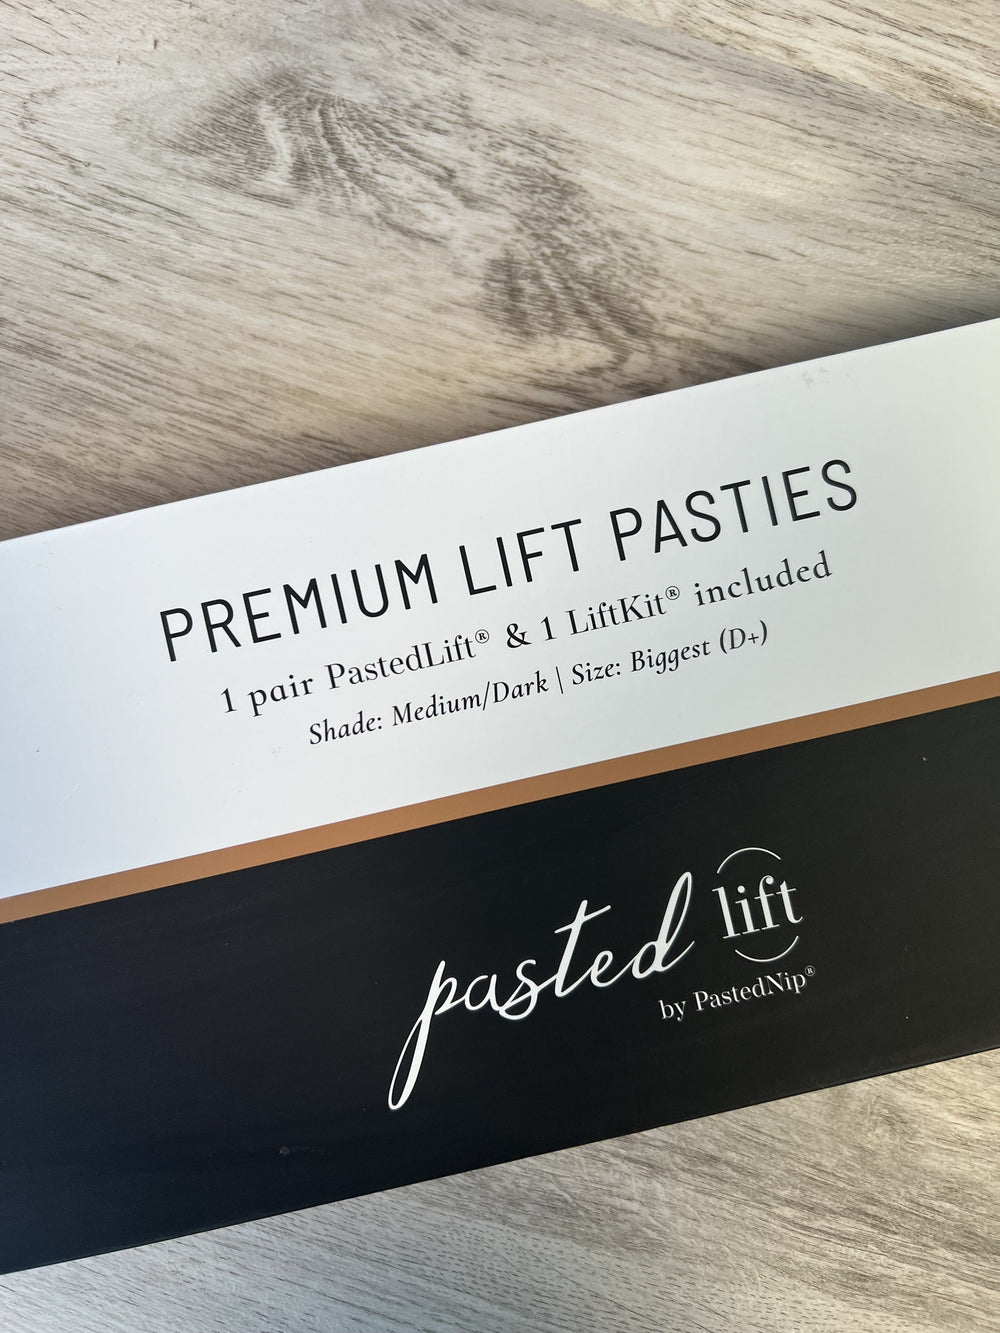 PREMIUM LIFT PASTIES
1 pair PastedLift® & 1 LiftKit® included
Shade: Medium/Dark | Size: Biggest (D+)
pasted lift
by PastedNip®